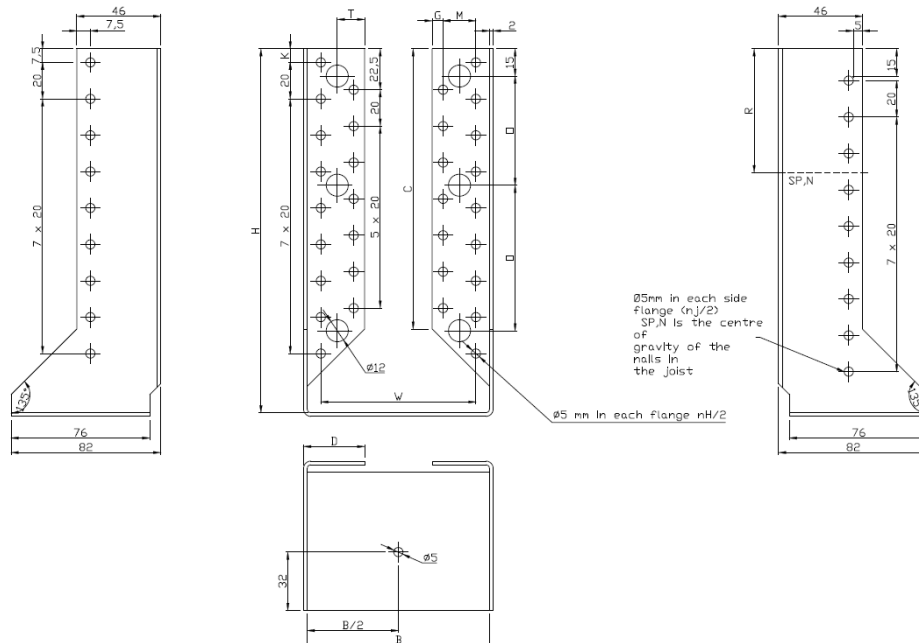 46
7,5
7,5
20
7 x 20
135°
76
82
T
G
M
2
K
20
22,5
20
15
□
C
H
7 x 20
5 x 20
□
Ø12
W
Ø5 mm in each flange nH/2
46
J
15
20
R
SP,N
7 x 20
Ø5mm in each side
flange (nj/2)
SP,N is the centre
of
gravity of the
nails in
the joist
135°
76
82
D
Ø5
32
B/2
B